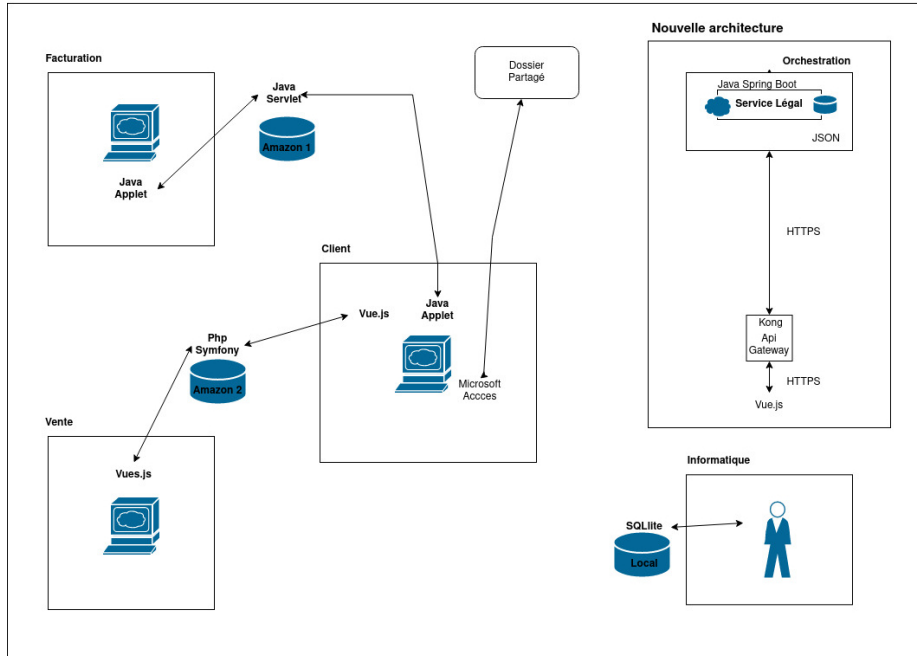 Nouvelle architecture
Facturation
Java
Servlet
Amazon 1
Java
Applet
Dossier
Partagé
Orchestration
Java Spring Boot
Service Légal
JSON
HTTPS
Kong
Api
Gateway
HTTPS
Vue.js
Client
Vue.js
Java
Applet
Microsoft
Accces
Php
Symfony
Amazon 2
Vente
Vues.js
Informatique
SQLlite
Local